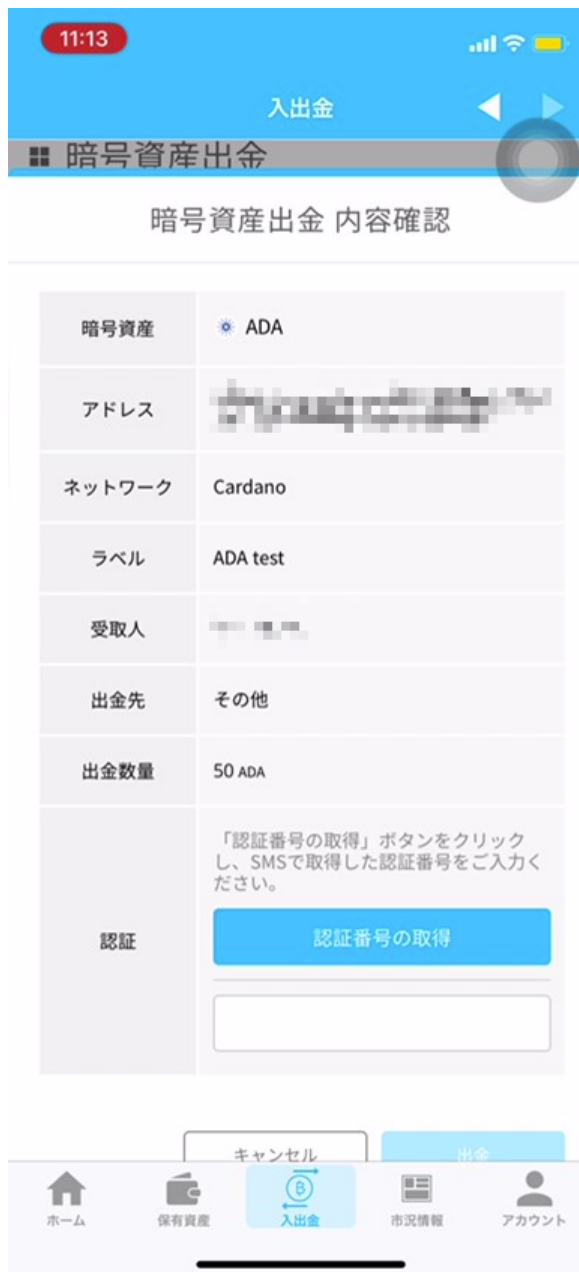 11:13
入出金
暗号資産出金
暗号資産出金 内容確認
暗号資産 ADA
アドレス
ネットワーク Cardano
ラベル ADA test
受取人
出金先 その他
出金数量 50 ADA
「認証番号の取得」ボタンをクリック
し、SMSで取得した認証番号をご入力く
ださい。
認証
認証番号の取得
キャンセル 出金
ホーム 保有資産 入出金 市況情報 アカウント